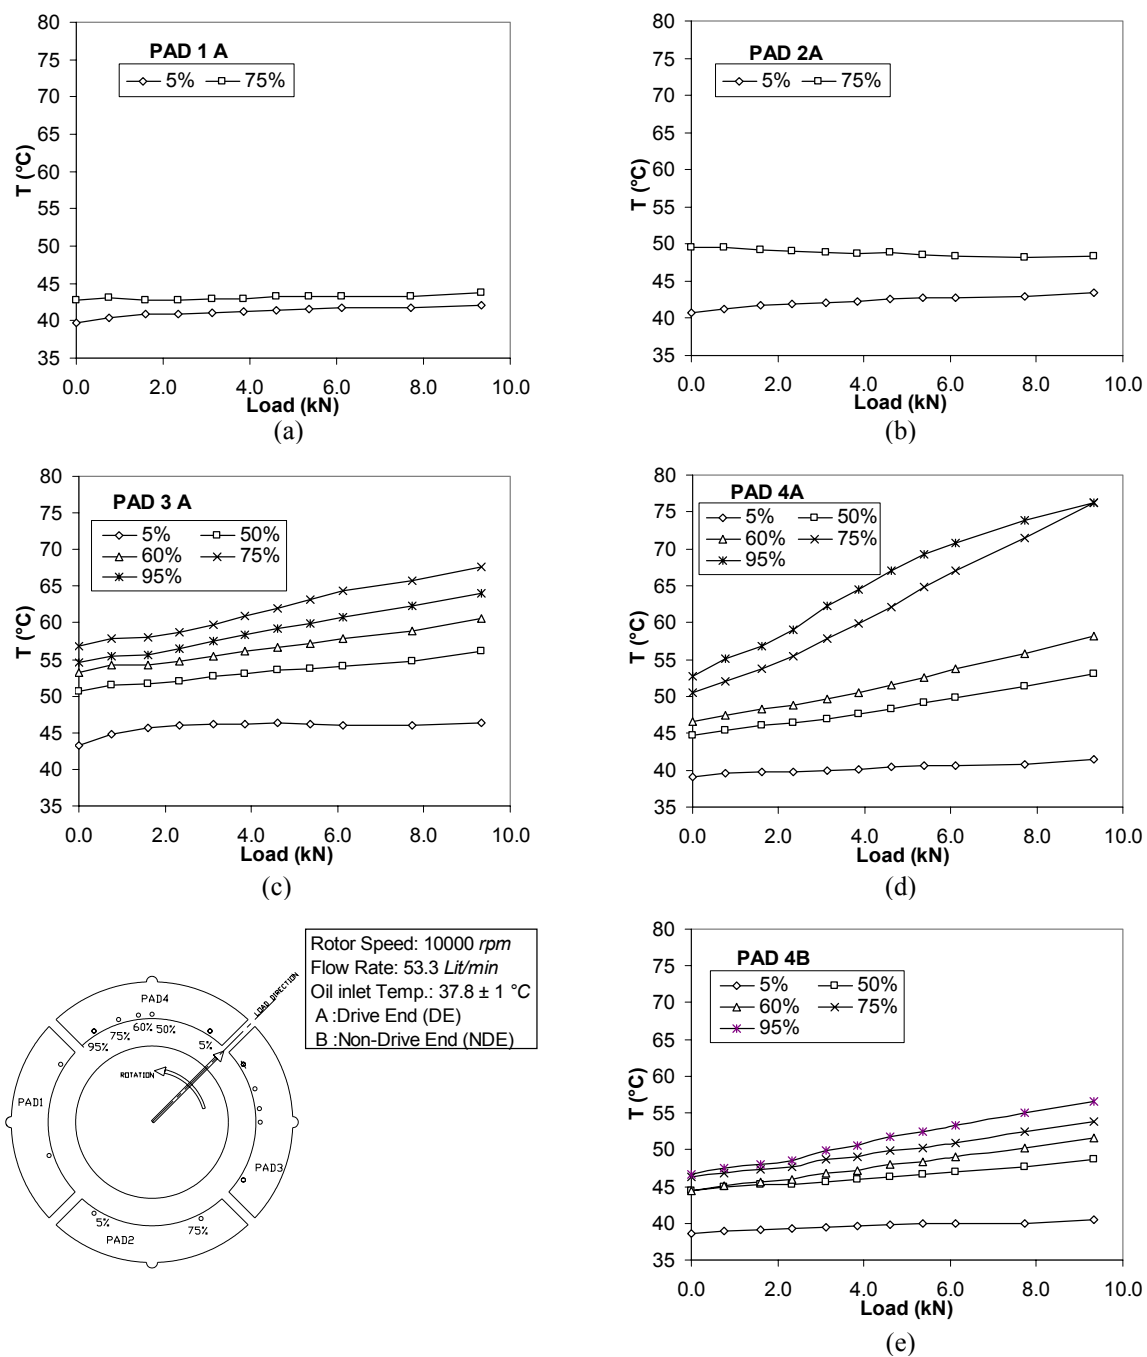 PAD 1 A
5% 75%
80
75
70
65
60
55
50
45
40
35
T (°C)
0.0 2.0 4.0 6.0 8.0 10.0
Load (kN)
(a)
PAD 2A
5% 75%
80
75
70
65
60
55
50
45
40
35
T (°C)
0.0 2.0 4.0 6.0 8.0 10.0
Load (kN)
(b)
PAD 3 A
5% 50%
60% 75%
95%
80
75
70
65
60
55
50
45
40
35
T (°C)
0.0 2.0 4.0 6.0 8.0 10.0
Load (kN)
(c)
PAD 4A
5% 50%
60% 75%
95%
80
75
70
65
60
55
50
45
40
35
T (°C)
0.0 2.0 4.0 6.0 8.0 10.0
Load (kN)
(d)
Rotor Speed: 10000 rpm
Flow Rate: 53.3 Lit/min
Oil inlet Temp.: 37.8 ± 1 °C
A :Drive End (DE)
B :Non-Drive End (NDE)
LOAD DIRECTION
PAD4
95% 75% 60% 50% 5%
ROTATION
PAD1
PAD3
5% 75%
PAD2
PAD 4B
5% 50%
60% 75%
95%
80
75
70
65
60
55
50
45
40
35
T (°C)
0.0 2.0 4.0 6.0 8.0 10.0
Load (kN)
(e)